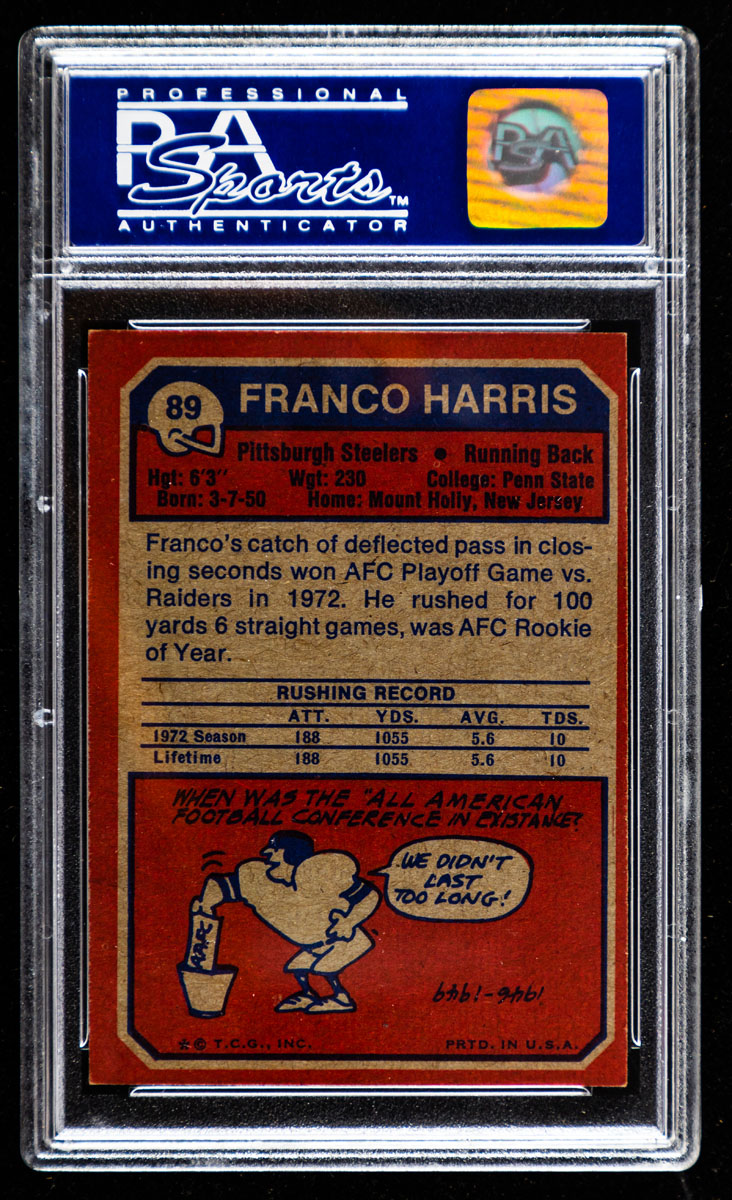 PROFESSIONAL
PSA
Sports™
AUTHENTICATOR
PSA
89
FRANCO HARRIS
Pittsburgh Steelers • Running Back
Hgt: 6'3" Wgt: 230 College: Penn State
Born: 3-7-50 Home: Mount Holly, New Jersey
Franco's catch of deflected pass in clos-
ing seconds won AFC Playoff Game vs.
Raiders in 1972. He rushed for 100
yards 6 straight games, was AFC Rookie
of Year.
RUSHING RECORD
ATT. YDS. AVG. TDS.
1972 Season 188 1055 5.6 10
Lifetime 188 1055 5.6 10
WHEN WAS THE "ALL AMERICAN
FOOTBALL CONFERENCE IN EXISTANCE?
WE DIDN'T
LAST
TOO LONG!
AAFC
1946-1949
*© T.C.G., INC. PRTD. IN U.S.A.